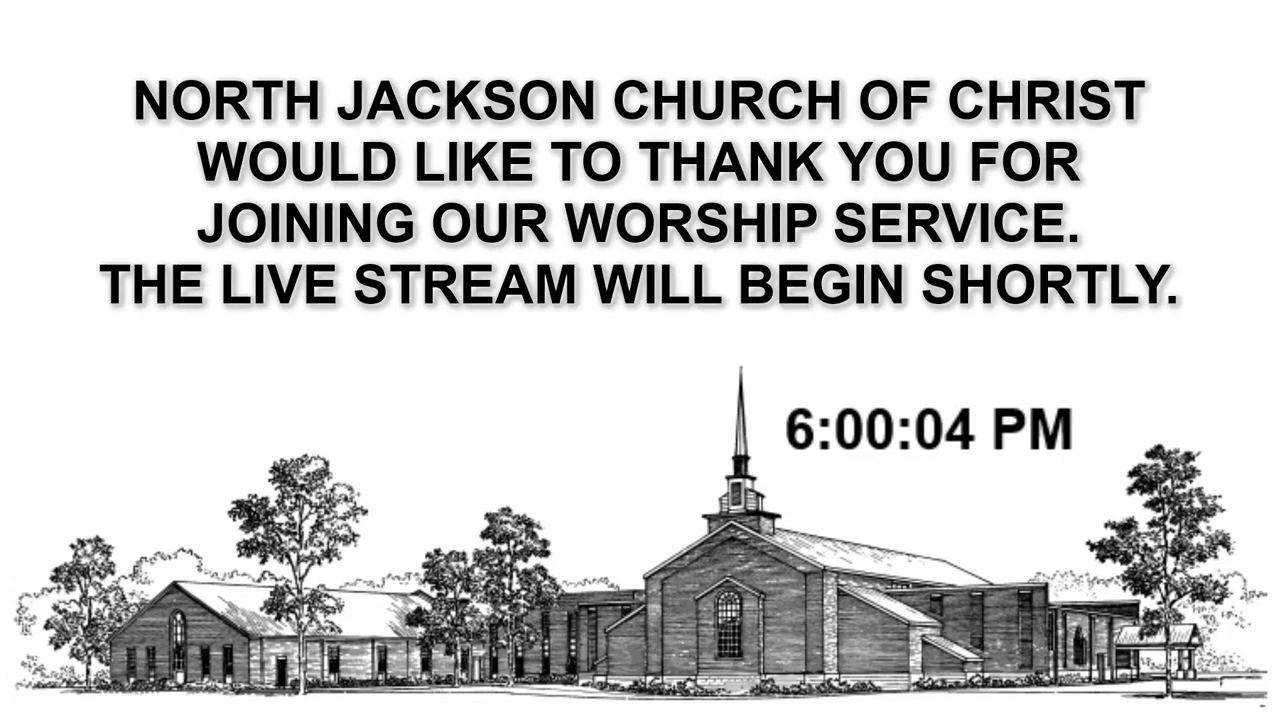 NORTH JACKSON CHURCH OF CHRIST
WOULD LIKE TO THANK YOU FOR
JOINING OUR WORSHIP SERVICE.
THE LIVE STREAM WILL BEGIN SHORTLY.
6:00:04 PM